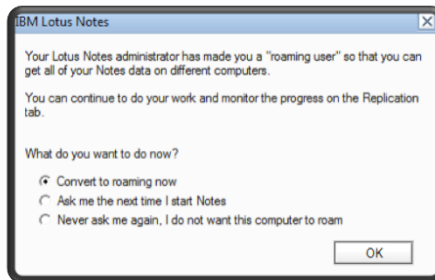 IBM Lotus Notes
Your Lotus Notes administrator has made you a "roaming user" so that you can
get all of your Notes data on different computers.
You can continue to do your work and monitor the progress on the Replication
tab.
What do you want to do now?
Convert to roaming now
Ask me the next time I start Notes
Never ask me again, I do not want this computer to roam
OK